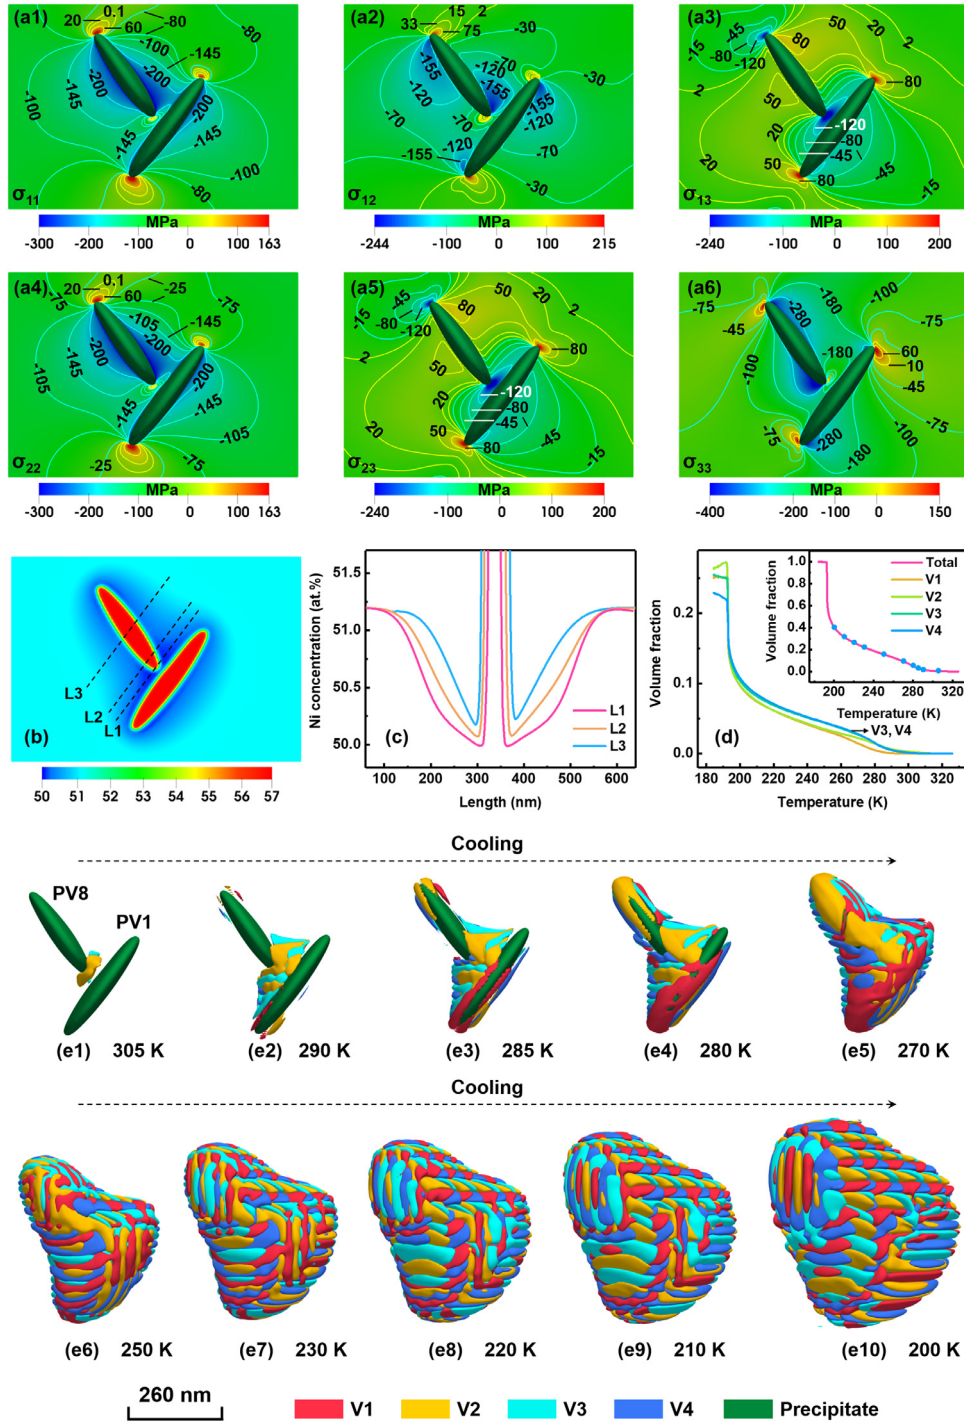 (a1)
20
0.1
60
-80
-100
-145
-200
-80
-100
-145
-200
-200
-145
-145
-100
-80
σ11
MPa
-300 -200 -100 0 100 163
(a2)
33
15
2
75
-30
-155
-120
-70
-120
-155
-30
-155
-120
-70
-70
-120
-70
-155
-30
σ12
MPa
-244 -100 0 100 215
(a3)
-15
-45
-80
-120
80
50
50
20
2
80
2
50
20
-120
-80
-45
20
50
80
-45
-15
σ13
MPa
-240 -100 0 100 200
(a4)
20
0.1
60
-25
-75
-75
-105
-145
-200
-200
-145
-105
-200
-145
-145
-105
-25
-75
σ22
MPa
-300 -200 -100 0 100 163
(a5)
-15
-45
-80
-120
80
50
20
2
80
2
50
20
-120
-80
-45
20
50
80
-45
-15
σ23
MPa
-240 -100 0 100 200
(a6)
-75
-45
-280
-180
-100
-75
-100
-180
60
10
-45
-75
-280
-180
-100
-75
σ33
MPa
-400 -200 -100 0 150
L3
L2
L1
(b)
50 51 52 53 54 55 56 57
Ni concentration (at.%)
51.5
51.0
50.5
50.0
L1
L2
L3
(c)
100 200 300 400 500 600
Length (nm)
Volume fraction
0.2
0.1
0.0
(d)
V3, V4
180 200 220 240 260 280 300 320
Temperature (K)
Volume fraction
1.0
0.8
0.6
0.4
0.2
0.0
Total
V1
V2
V3
V4
200 240 280 320
Temperature (K)
Cooling
PV8
PV1
(e1) 305 K
(e2) 290 K
(e3) 285 K
(e4) 280 K
(e5) 270 K
Cooling
(e6) 250 K
(e7) 230 K
(e8) 220 K
(e9) 210 K
(e10) 200 K
260 nm
V1
V2
V3
V4
Precipitate